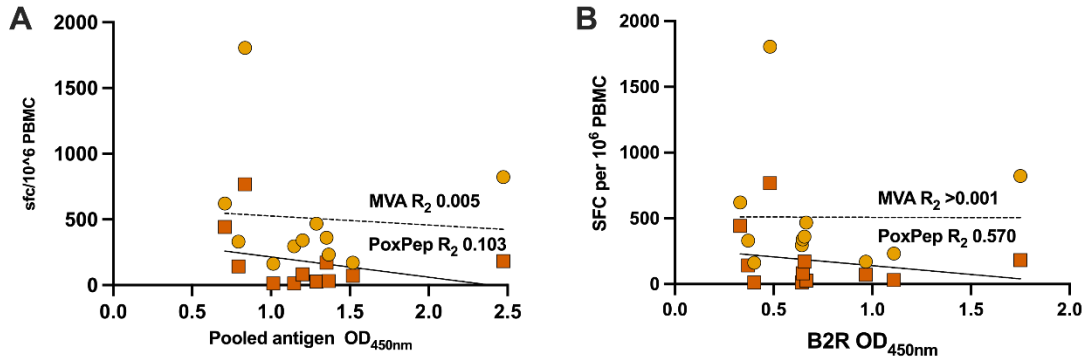 A
2000
1500
1000
500
0
sfc/10^6 PBMC
MVA R2 0.005
PoxPep R2 0.103
0.0 0.5 1.0 1.5 2.0 2.5
Pooled antigen OD450nm
B
2000
1500
1000
500
0
SFC per 10^6 PBMC
MVA R2 >0.001
PoxPep R2 0.570
0.0 0.5 1.0 1.5 2.0
B2R OD450nm